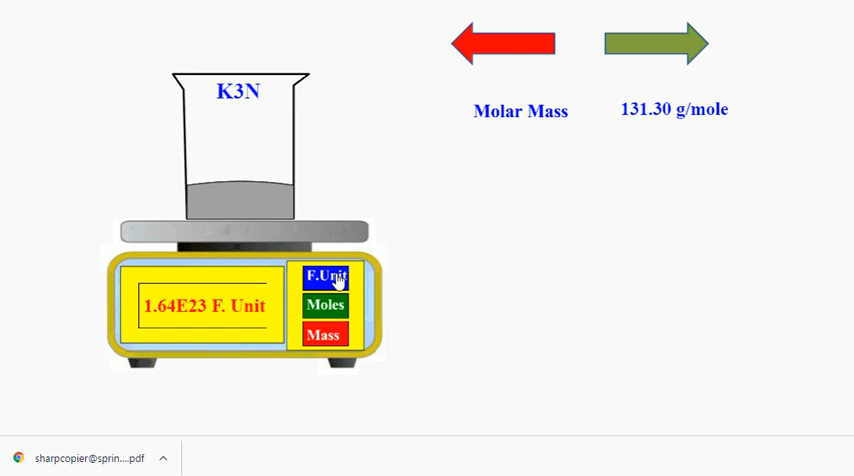 K3N
Molar Mass
131.30 g/mole
1.64E23 F. Unit
F.Unit
Moles
Mass
sharpcopier@sprin....pdf